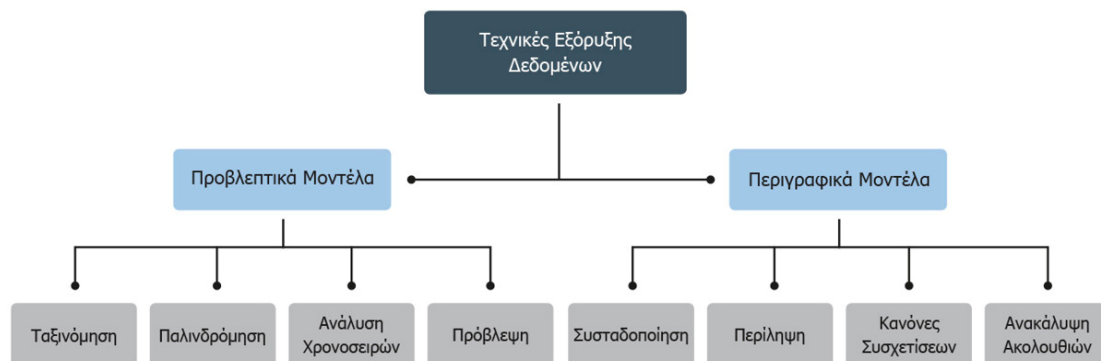 Τεχνικές Εξόρυξης
Δεδομένων
Προβλεπτικά Μοντέλα
Περιγραφικά Μοντέλα
Ταξινόμηση
Παλινδρόμηση
Ανάλυση
Χρονοσειρών
Πρόβλεψη
Συσταδοποίηση
Περίληψη
Κανόνες
Συσχετίσεων
Ανακάλυψη
Ακολουθιών